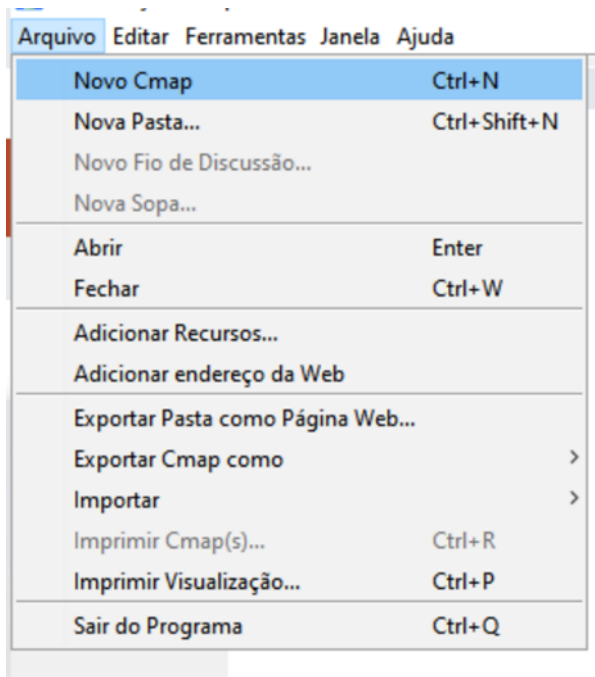 Arquivo Editar Ferramentas Janela Ajuda
Novo Cmap Ctrl+N
Nova Pasta... Ctrl+Shift+N
Novo Fio de Discussão...
Nova Sopa...
Abrir Enter
Fechar Ctrl+W
Adicionar Recursos...
Adicionar endereço da Web
Exportar Pasta como Página Web...
Exportar Cmap como
Importar
Imprimir Cmap(s)... Ctrl+R
Imprimir Visualização... Ctrl+P
Sair do Programa Ctrl+Q